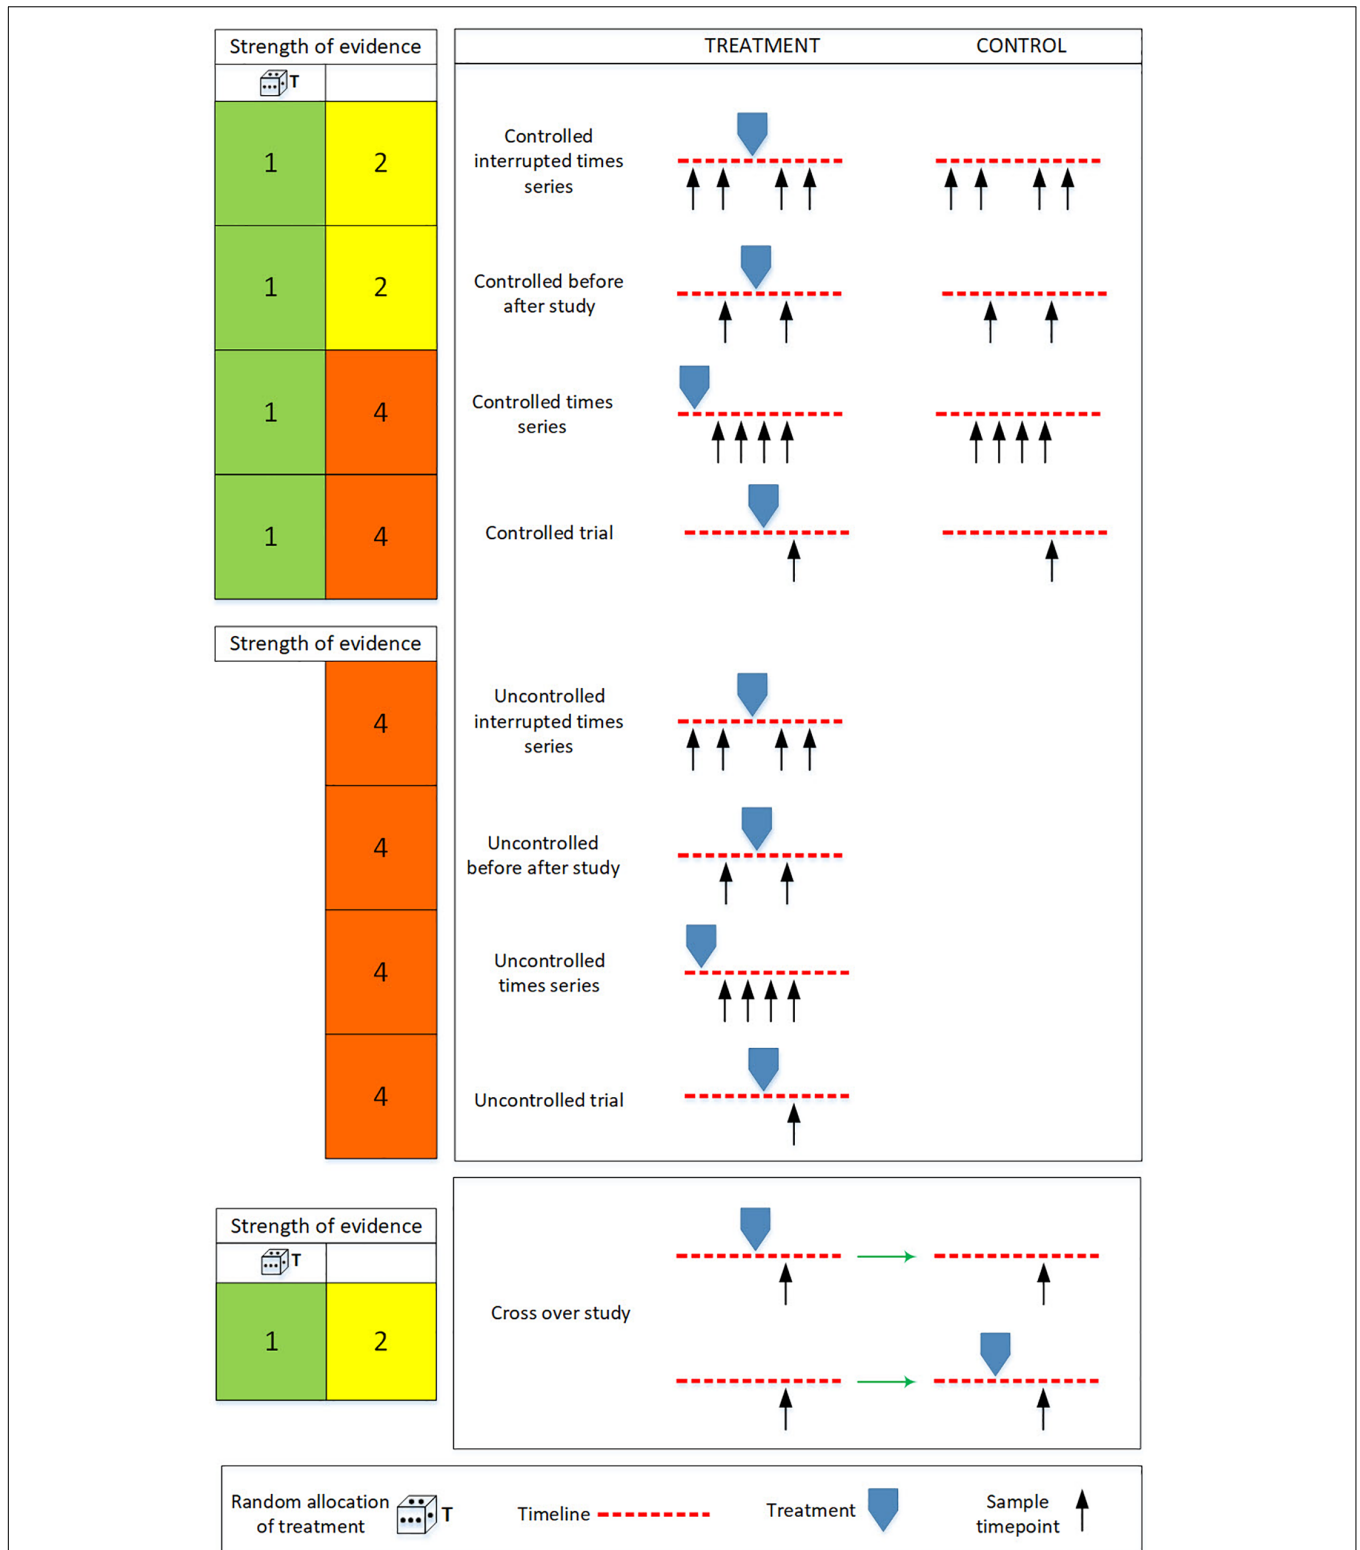 Strength of evidence
TREATMENT CONTROL
T
1 2
Controlled
interrupted times
series
1 2
Controlled before
after study
1 4
Controlled times
series
1 4
Controlled trial
Strength of evidence
4
Uncontrolled
interrupted times
series
4
Uncontrolled
before after study
4
Uncontrolled
times series
4
Uncontrolled trial
Strength of evidence
T
1 2
Cross over study
Random allocation
of treatment
T
Timeline
Treatment
Sample
timepoint